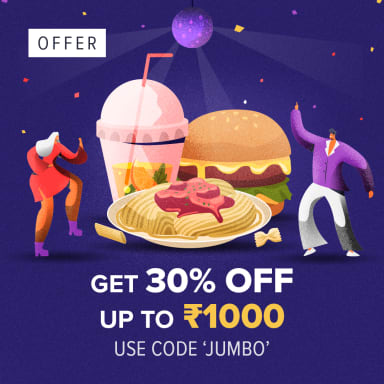 OFFER
GET 30% OFF
UP TO ₹1000
USE CODE 'JUMBO'